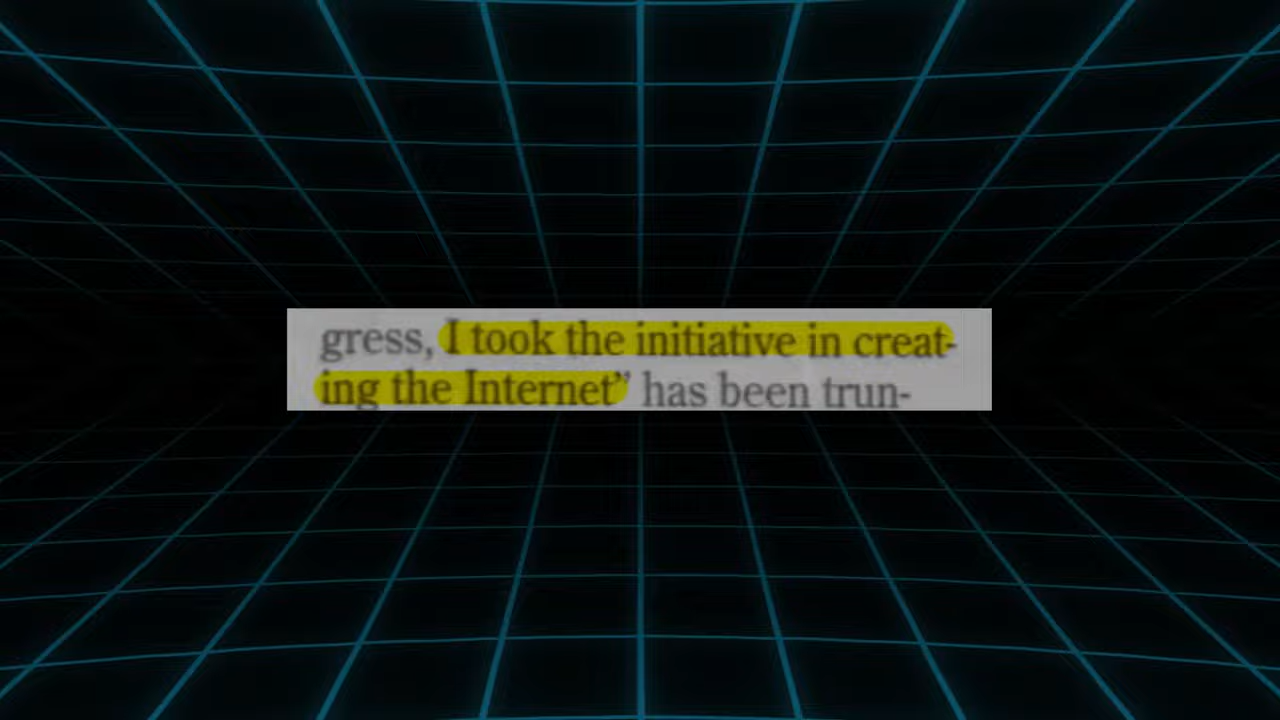 gress, I took the initiative in creat-
ing the Internet” has been trun-